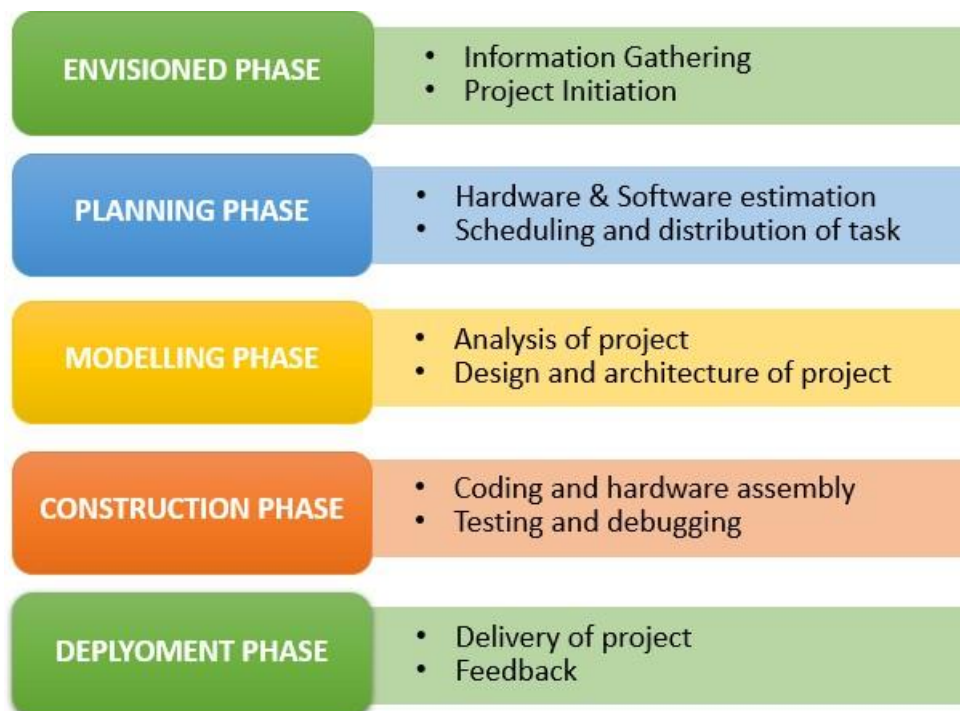 ENVISIONED PHASE
• Information Gathering
• Project Initiation
PLANNING PHASE
• Hardware & Software estimation
• Scheduling and distribution of task
MODELLING PHASE
• Analysis of project
• Design and architecture of project
CONSTRUCTION PHASE
• Coding and hardware assembly
• Testing and debugging
DEPLYOMENT PHASE
• Delivery of project
• Feedback